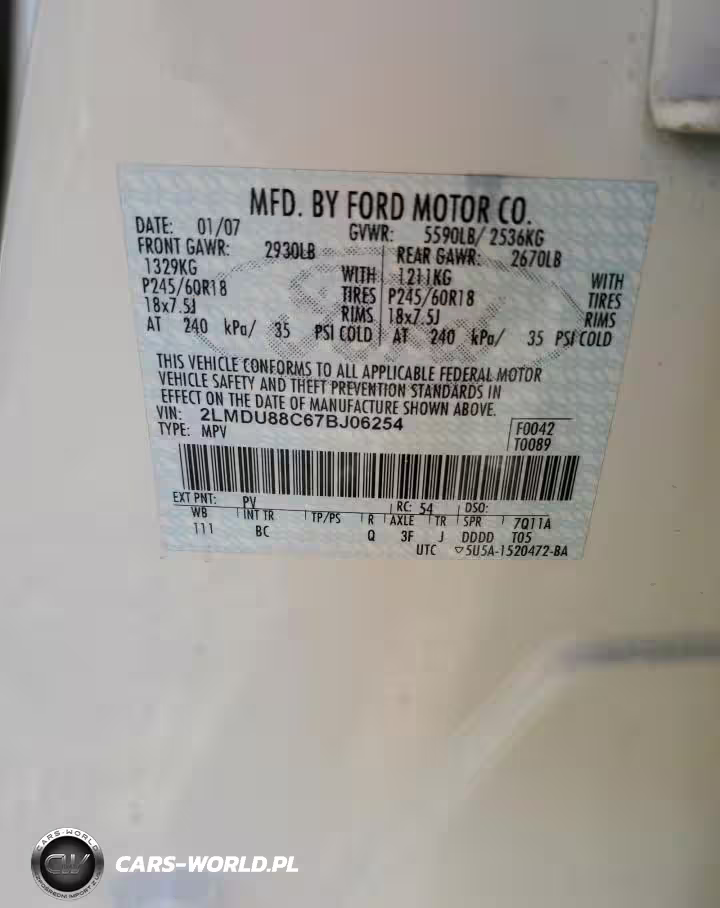 MFD. BY FORD MOTOR CO.
DATE: 01/07 GVWR: 5590LB/ 2536KG
FRONT GAWR: 2930LB REAR GAWR: 2670LB
1329KG WITH 1211KG WITH
P245/60R18 TIRES P245/60R18 TIRES
18x7.5J RIMS 18x7.5J RIMS
AT 240 kPa/ 35 PSI COLD AT 240 kPa/ 35 PSI COLD
THIS VEHICLE CONFORMS TO ALL APPLICABLE FEDERAL MOTOR
VEHICLE SAFETY AND THEFT PREVENTION STANDARDS IN
EFFECT ON THE DATE OF MANUFACTURE SHOWN ABOVE.
VIN: 2LMDU88C67BJ06254 F0042
TYPE: MPV T0089
EXT PNT: PV RC: 54 DSO:
WB INT TR TP/PS R AXLE TR SPR 7Q11A
111 BC Q 3F J DDDD T05
UTC ▽5U5A-1520472-BA
CARS-WORLD
CW
CARS-WORLD.PL